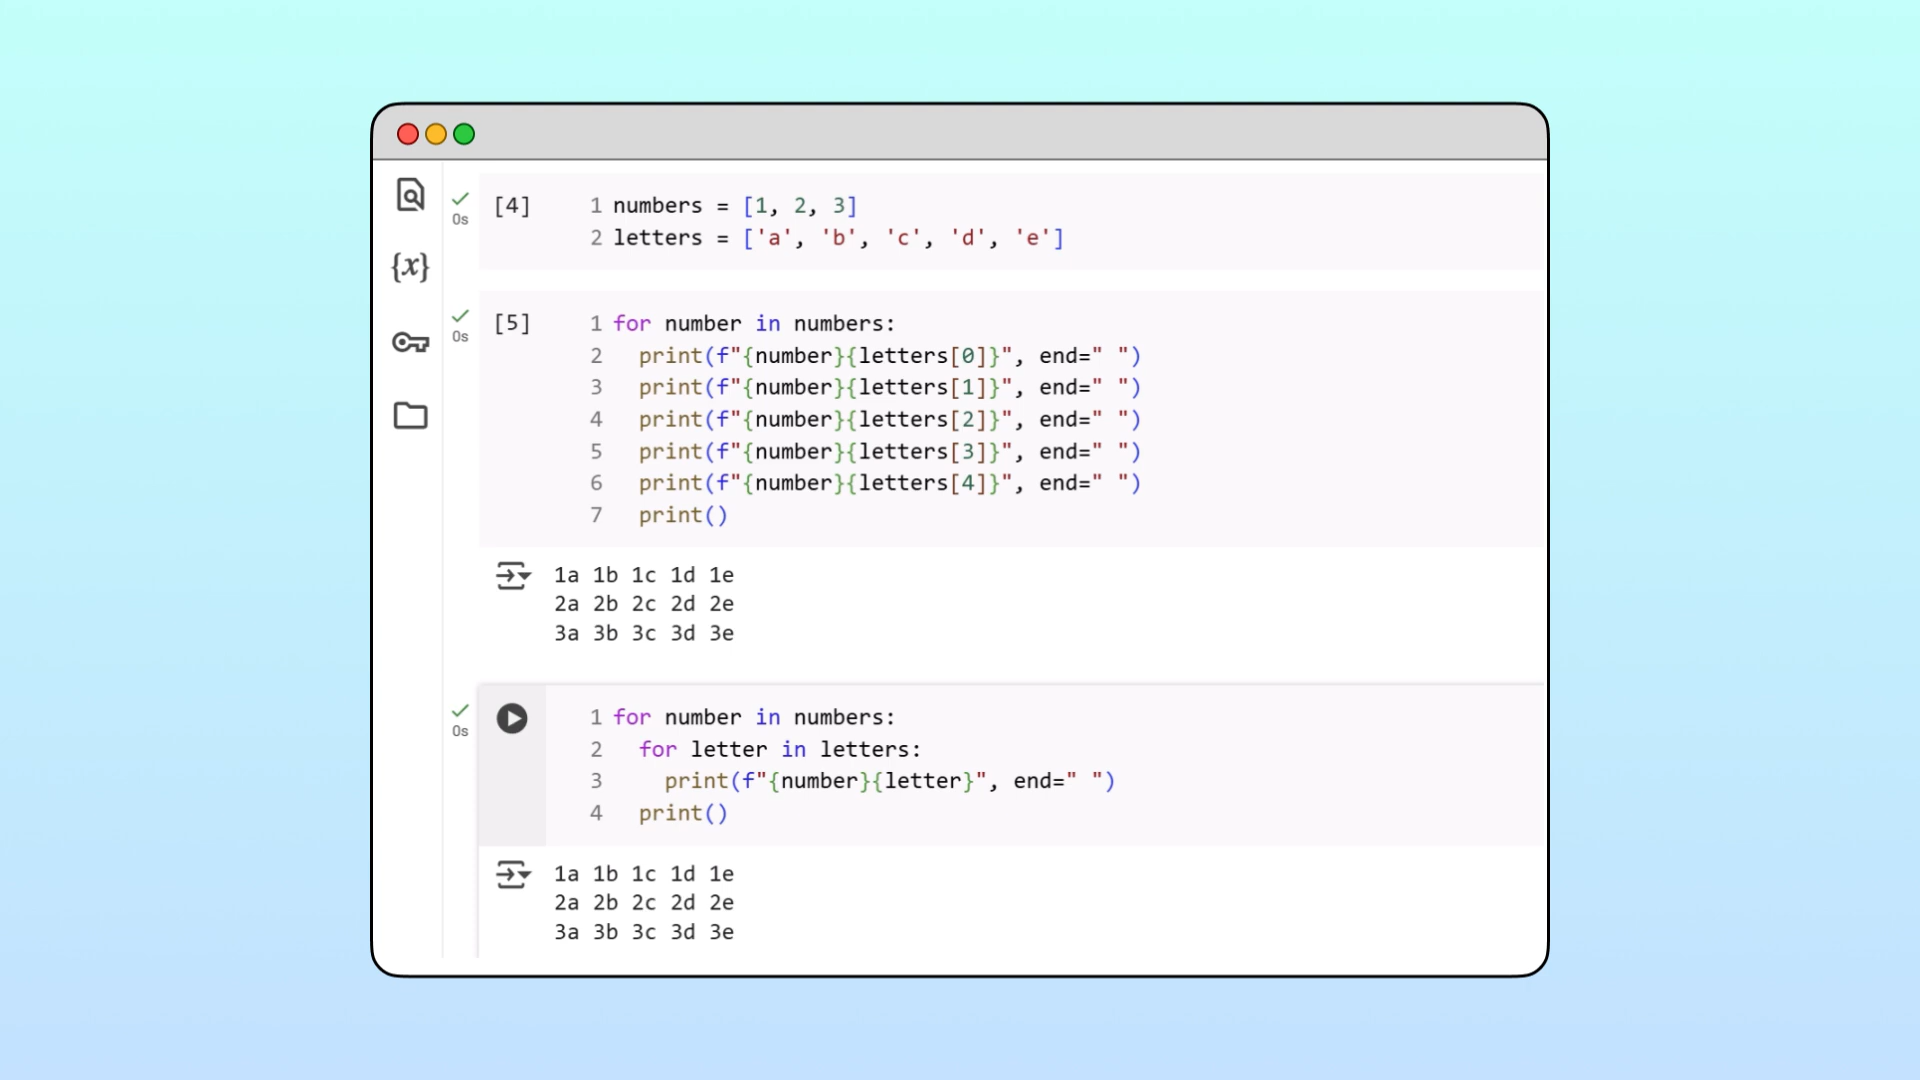 {x}
0s [4] 1 numbers = [1, 2, 3]
2 letters = ['a', 'b', 'c', 'd', 'e']
0s [5] 1 for number in numbers:
2 print(f"{number}{letters[0]}", end=" ")
3 print(f"{number}{letters[1]}", end=" ")
4 print(f"{number}{letters[2]}", end=" ")
5 print(f"{number}{letters[3]}", end=" ")
6 print(f"{number}{letters[4]}", end=" ")
7 print()
1a 1b 1c 1d 1e
2a 2b 2c 2d 2e
3a 3b 3c 3d 3e
0s 1 for number in numbers:
2 for letter in letters:
3 print(f"{number}{letter}", end=" ")
4 print()
1a 1b 1c 1d 1e
2a 2b 2c 2d 2e
3a 3b 3c 3d 3e